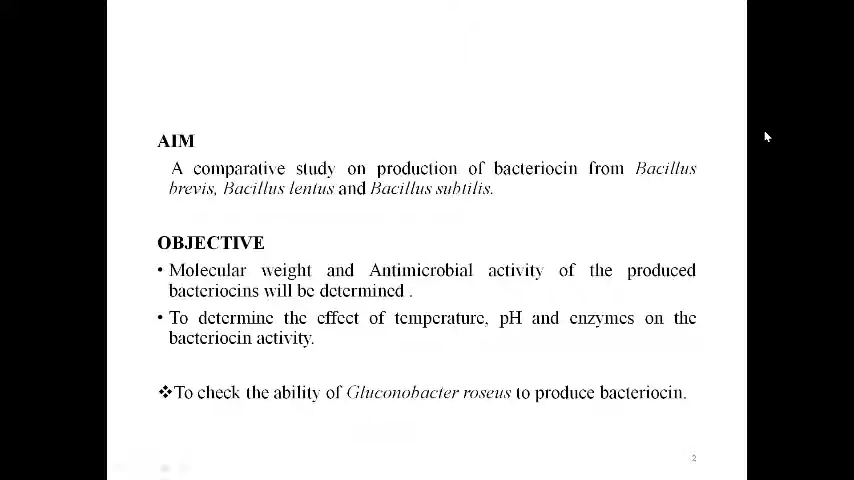 AIM
A comparative study on production of bacteriocin from Bacillus
brevis, Bacillus lentus and Bacillus subtilis.
OBJECTIVE
• Molecular weight and Antimicrobial activity of the produced
bacteriocins will be determined .
• To determine the effect of temperature, pH and enzymes on the
bacteriocin activity.
❖To check the ability of Gluconobacter roseus to produce bacteriocin.
2